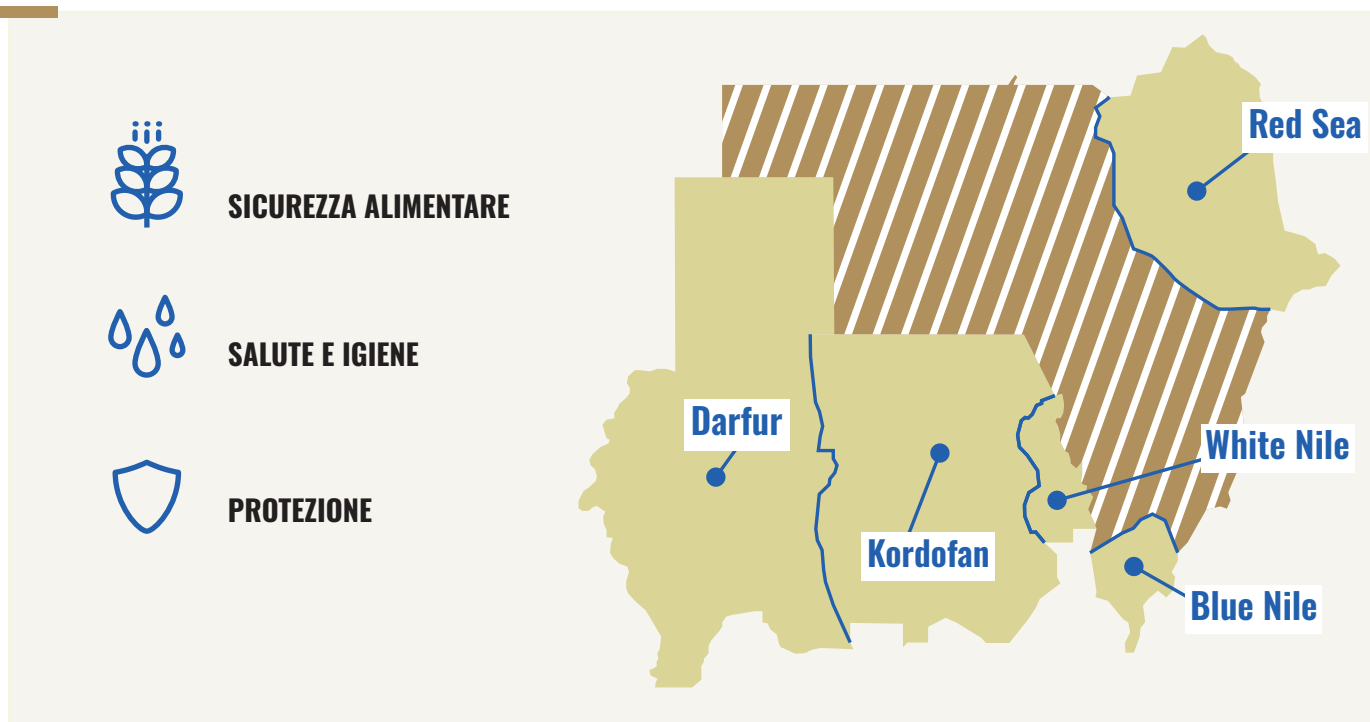 SICUREZZA ALIMENTARE
SALUTE E IGIENE
PROTEZIONE
Red Sea
Darfur
White Nile
Kordofan
Blue Nile